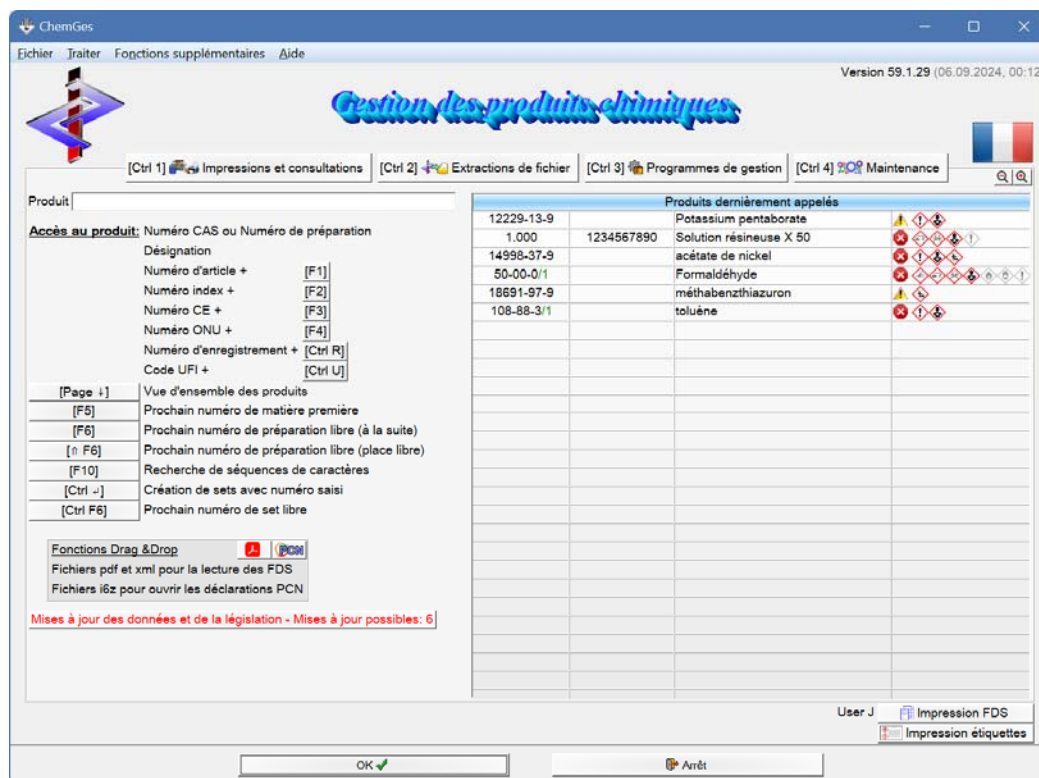 ChemGes
Fichier Traiter Fonctions supplémentaires Aide
Version 59.1.29 (06.09.2024, 00:12
Gestion des produits chimiques
[Ctrl 1] Impressions et consultations [Ctrl 2] Extractions de fichier [Ctrl 3] Programmes de gestion [Ctrl 4] Maintenance
Produit
Accès au produit: Numéro CAS ou Numéro de préparation
Désignation
Numéro d'article + [F1]
Numéro index + [F2]
Numéro CE + [F3]
Numéro ONU + [F4]
Numéro d'enregistrement + [Ctrl R]
Code UFI + [Ctrl U]
[Page ↓] Vue d'ensemble des produits
[F5] Prochain numéro de matière première
[F6] Prochain numéro de préparation libre (à la suite)
[⇑ F6] Prochain numéro de préparation libre (place libre)
[F10] Recherche de séquences de caractères
[Ctrl ↵] Création de sets avec numéro saisi
[Ctrl F6] Prochain numéro de set libre
Fonctions Drag &Drop PCN
Fichiers pdf et xml pour la lecture des FDS
Fichiers i6z pour ouvrir les déclarations PCN
Mises à jour des données et de la législation - Mises à jour possibles: 6
Produits dernièrement appelés
12229-13-9 Potassium pentaborate
1.000 1234567890 Solution résineuse X 50
14998-37-9 acétate de nickel
50-00-0/1 Formaldéhyde
18691-97-9 méthabenzthiazuron
108-88-3/1 toluène
User J Impression FDS
Impression étiquettes
OK Arrêt